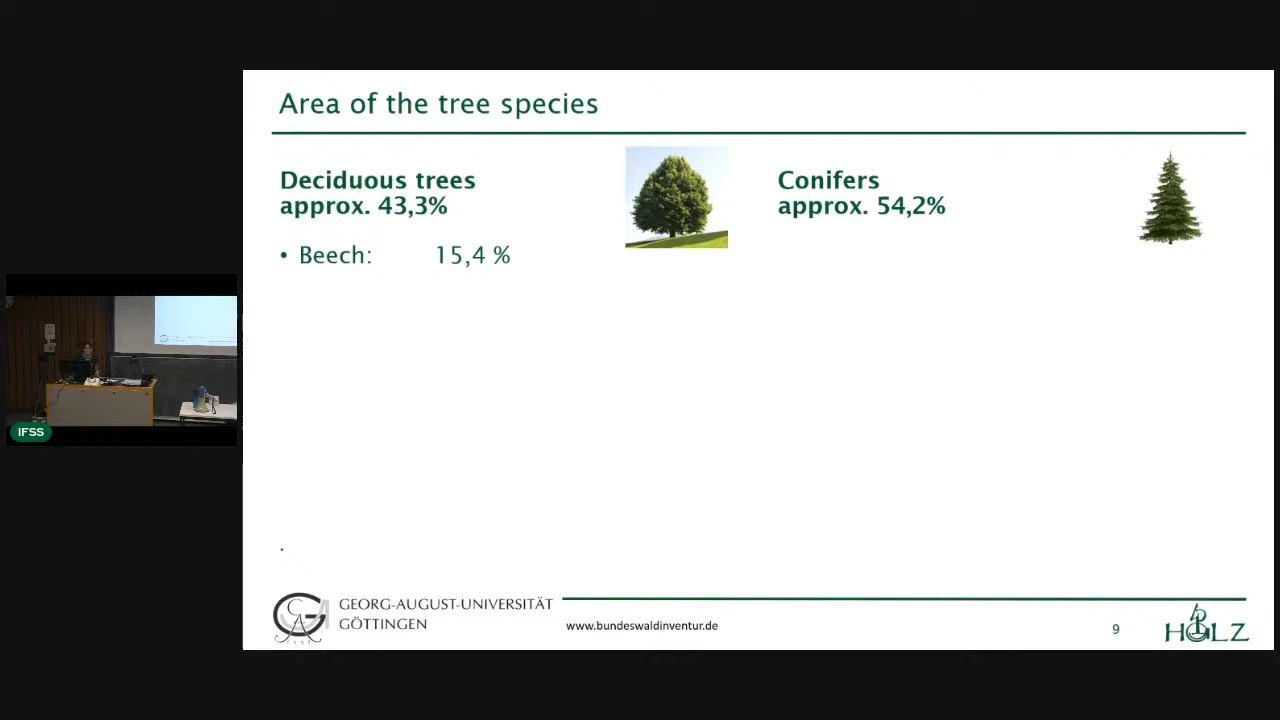 Area of the tree species
Deciduous trees
approx. 43,3%
• Beech: 15,4 %
Conifers
approx. 54,2%
IFSS
GEORG-AUGUST-UNIVERSITÄT
GÖTTINGEN
www.bundeswaldinventur.de
9
HOLZ